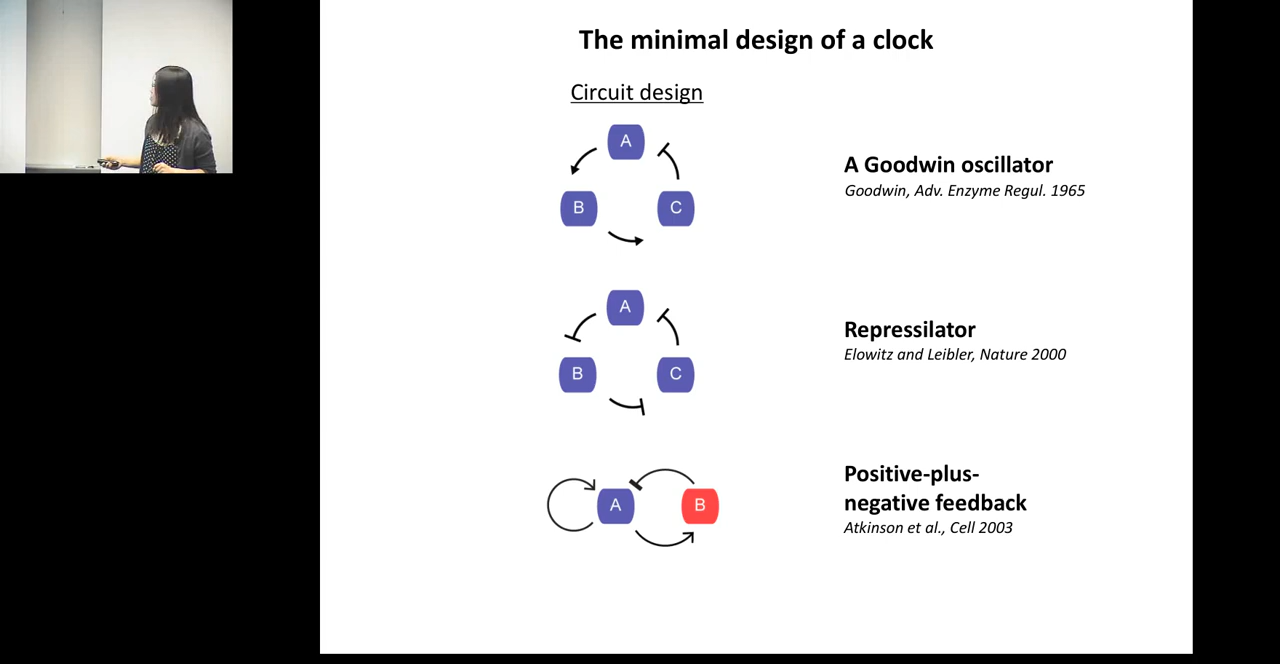 The minimal design of a clock
Circuit design
A
B
C
A Goodwin oscillator
Goodwin, Adv. Enzyme Regul. 1965
A
B
C
Repressilator
Elowitz and Leibler, Nature 2000
A
B
Positive-plus-
negative feedback
Atkinson et al., Cell 2003